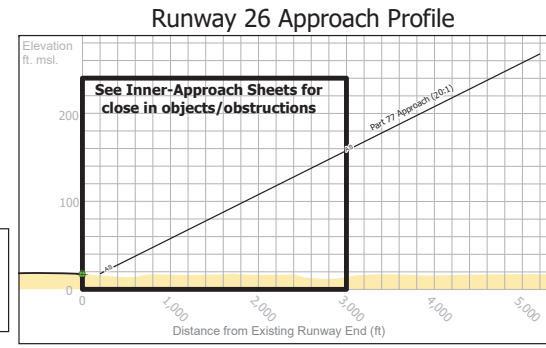 Runway 26 Approach Profile
Elevation
ft. msl.
See Inner-Approach Sheets for
close in objects/obstructions
Part 77 Approach (20:1)
200
100
0
0
1,000
2,000
3,000
4,000
5,000
Distance from Existing Runway End (ft)